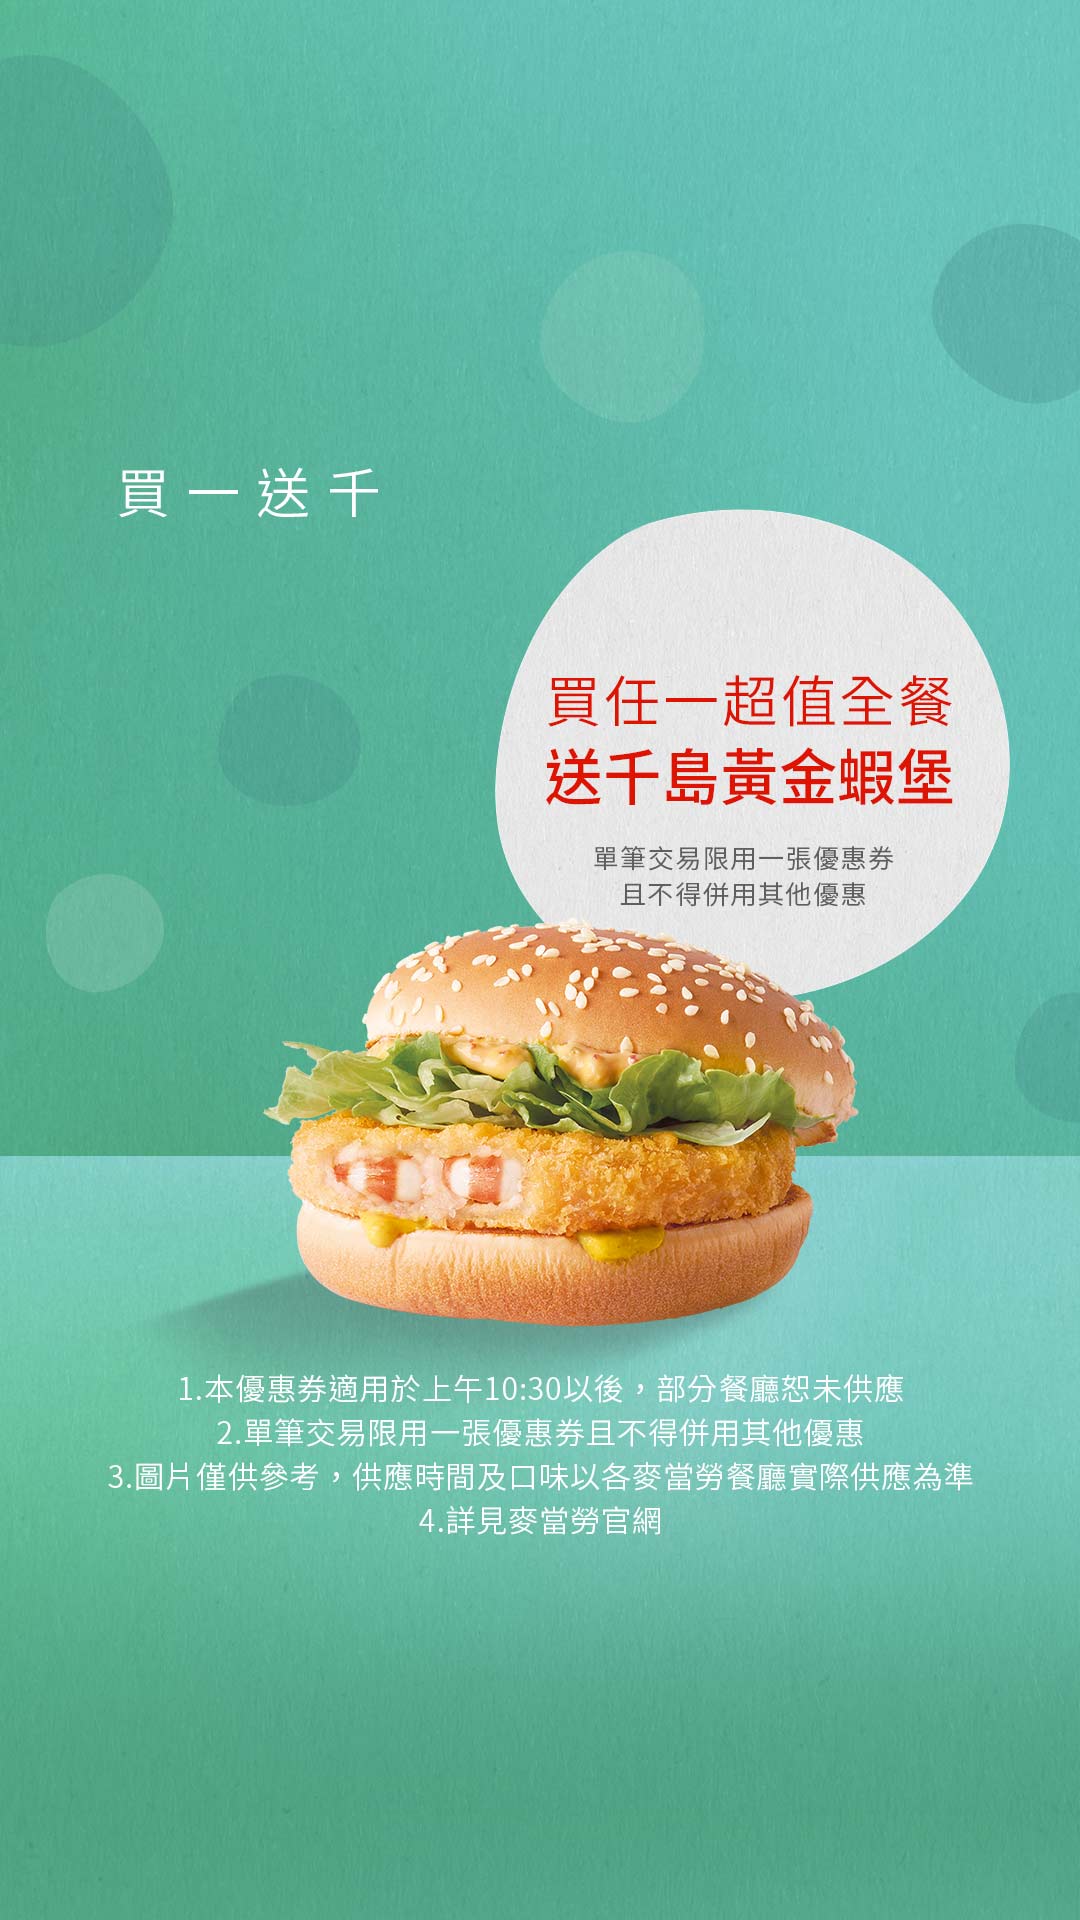 買一送千
買任一超值全餐
送千島黃金蝦堡
單筆交易限用一張優惠券
且不得併用其他優惠
1.本優惠券適用於上午10:30以後，部分餐廳恕未供應
2.單筆交易限用一張優惠券且不得併用其他優惠
3.圖片僅供參考，供應時間及口味以各麥當勞餐廳實際供應為準
4.詳見麥當勞官網